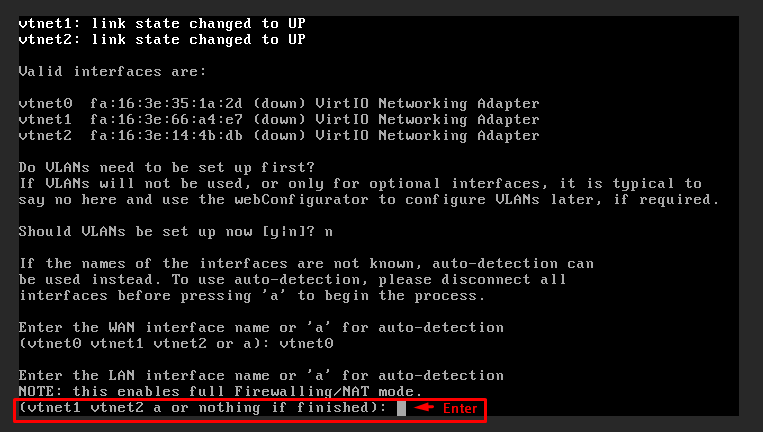 vtnet1: link state changed to UP
vtnet2: link state changed to UP
Valid interfaces are:
vtnet0  fa:16:3e:35:1a:2d (down) VirtIO Networking Adapter
vtnet1  fa:16:3e:66:a4:e7 (down) VirtIO Networking Adapter
vtnet2  fa:16:3e:14:4b:db (down) VirtIO Networking Adapter
Do VLANs need to be set up first?
If VLANs will not be used, or only for optional interfaces, it is typical to
say no here and use the webConfigurator to configure VLANs later, if required.
Should VLANs be set up now [y|n]? n
If the names of the interfaces are not known, auto-detection can
be used instead. To use auto-detection, please disconnect all
interfaces before pressing 'a' to begin the process.
Enter the WAN interface name or 'a' for auto-detection
(vtnet0 vtnet1 vtnet2 or a): vtnet0
Enter the LAN interface name or 'a' for auto-detection
NOTE: this enables full Firewalling/NAT mode.
(vtnet1 vtnet2 a or nothing if finished): Enter